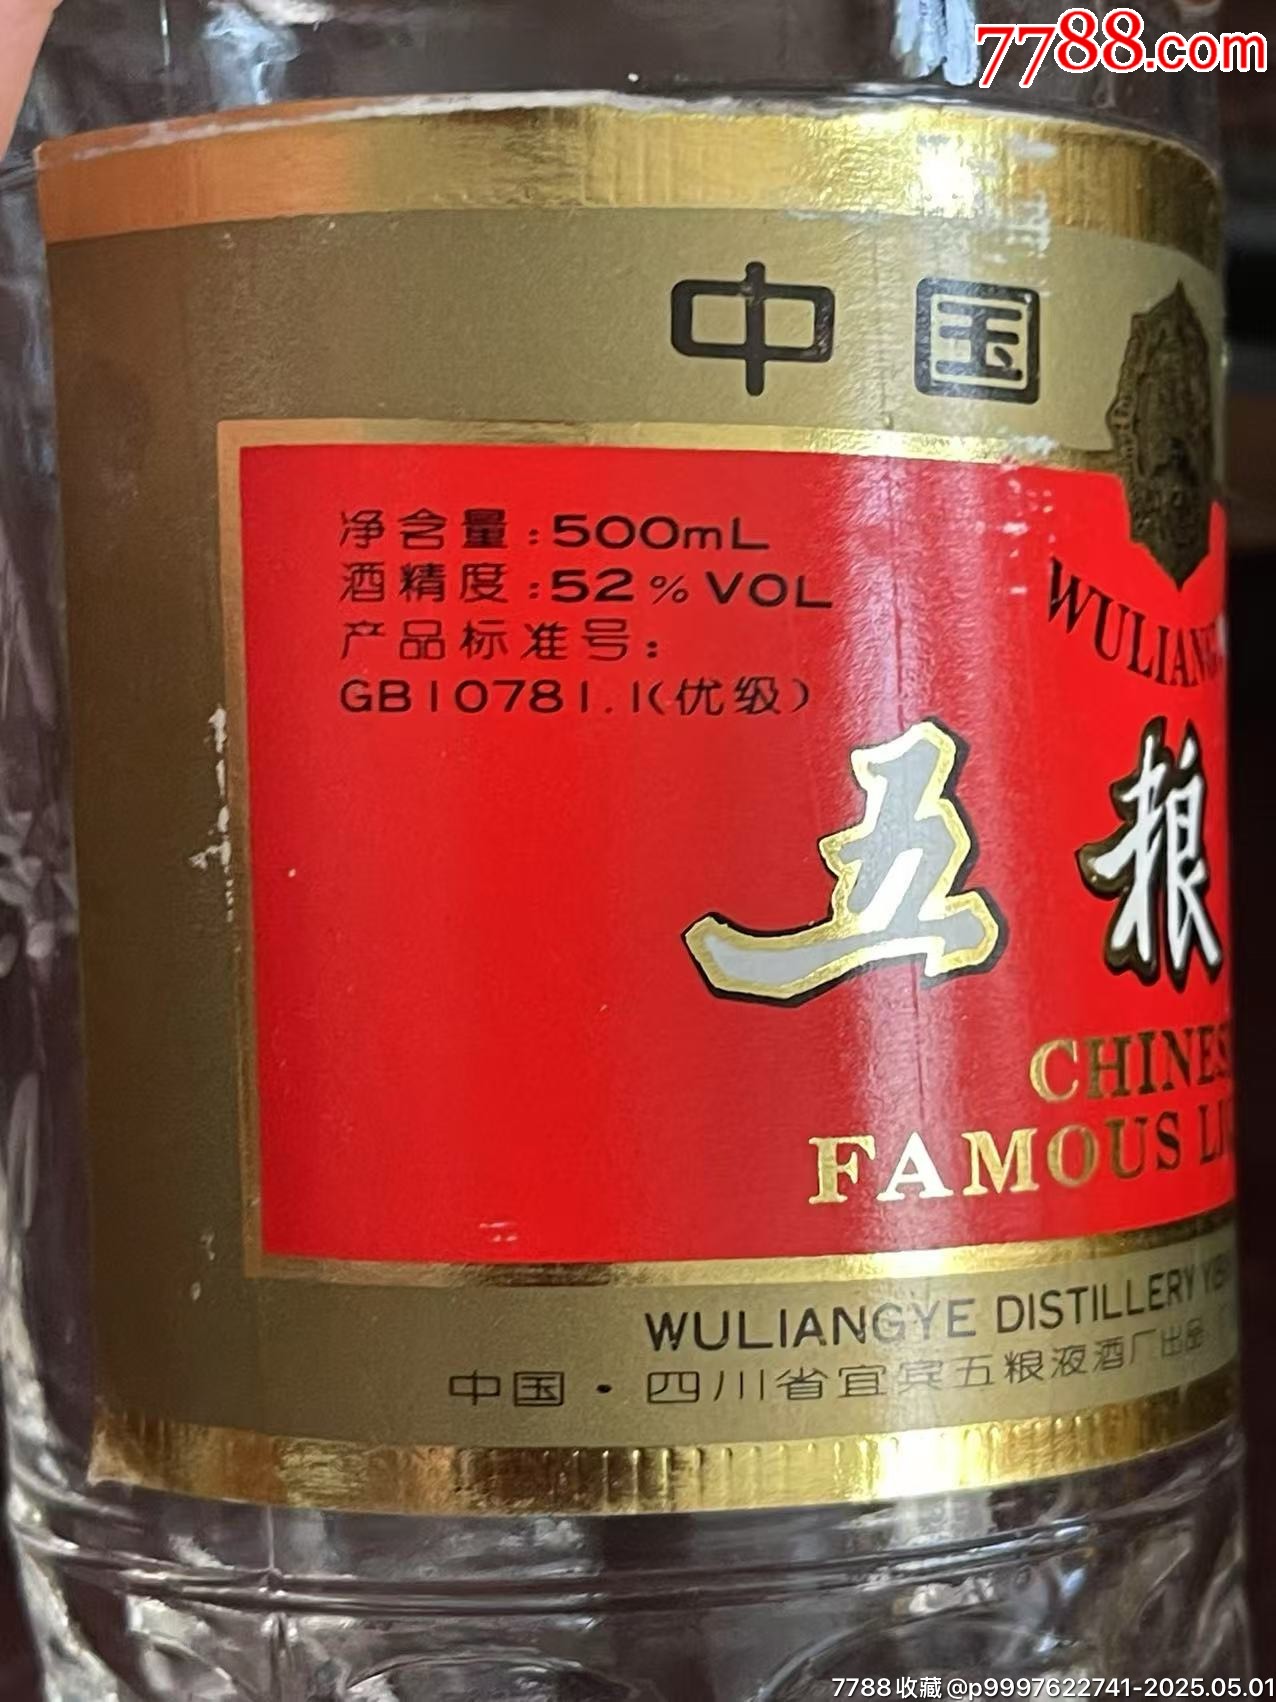 7788.com
中国
净含量:500mL
酒精度:52%VOL
产品标准号:
GB10781.1(优级)
五粮
CHINES
FAMOUS
WULIANGYE DISTILLERY
中国·四川省宜宾五粮液酒厂出品
7788收藏@p9997622741-2025.05.01